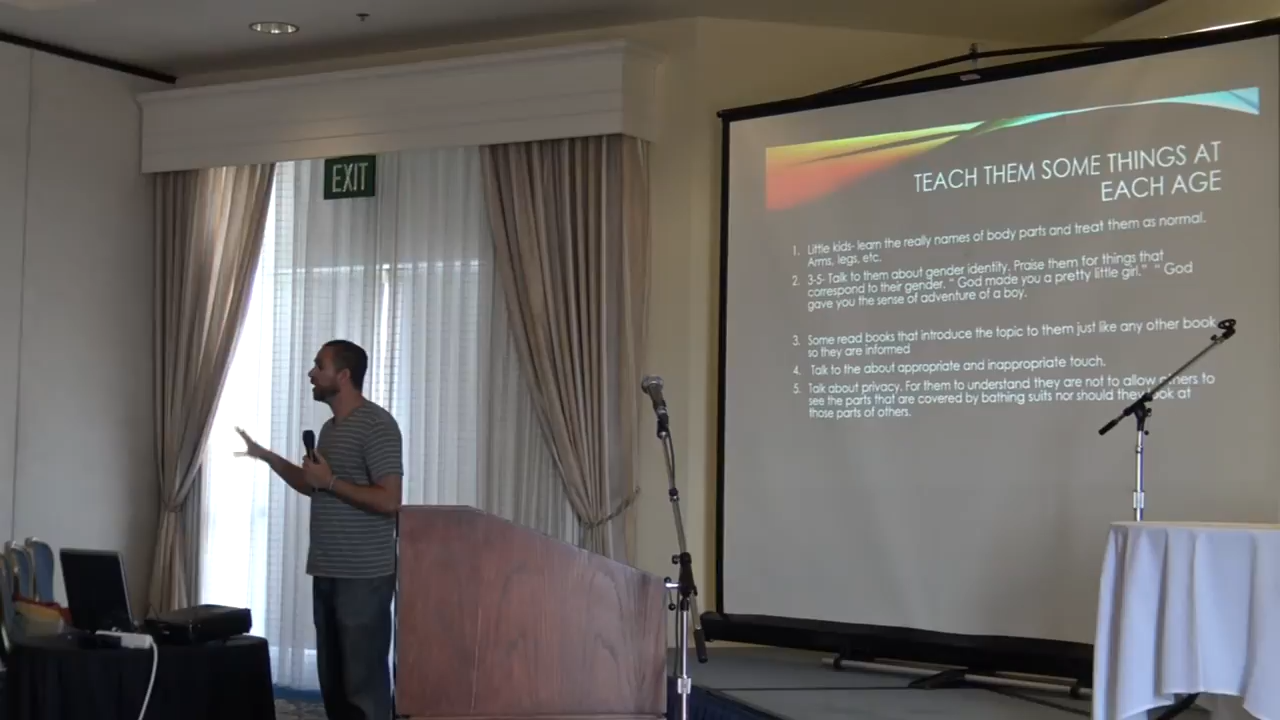 EXIT
TEACH THEM SOME THINGS AT
EACH AGE
1. Little kids- learn the really names of body parts and treat them as normal.
Arms, legs, etc.
2. 3-5- Talk to them about gender identity. Praise them for things that
correspond to their gender. " God made you a pretty little girl." " God
gave you the sense of adventure of a boy.
3. Some read books that introduce the topic to them just like any other book
so they are informed
4. Talk to the about appropriate and inappropriate touch.
5. Talk about privacy. For them to understand they are not to allow others to
see the parts that are covered by bathing suits nor should they look at
those parts of others.